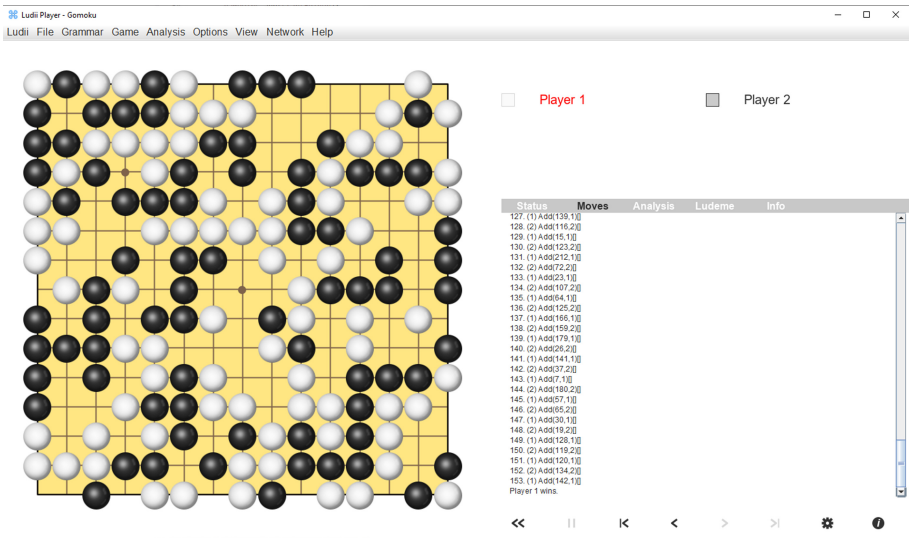 Ludii Player - Gomoku
Ludii File Grammar Game Analysis Options View Network Help
Player 1 Player 2
Status Moves Analysis Ludeme Info
127. (1) Add(139,1)[]
128. (2) Add(116,2)[]
129. (1) Add(15,1)[]
130. (2) Add(123,2)[]
131. (1) Add(212,1)[]
132. (2) Add(72,2)[]
133. (1) Add(23,1)[]
134. (2) Add(107,2)[]
135. (1) Add(64,1)[]
136. (2) Add(125,2)[]
137. (1) Add(166,1)[]
138. (2) Add(159,2)[]
139. (1) Add(179,1)[]
140. (2) Add(26,2)[]
141. (1) Add(141,1)[]
142. (2) Add(37,2)[]
143. (1) Add(7,1)[]
144. (2) Add(180,2)[]
145. (1) Add(57,1)[]
146. (2) Add(65,2)[]
147. (1) Add(30,1)[]
148. (2) Add(19,2)[]
149. (1) Add(128,1)[]
150. (2) Add(119,2)[]
151. (1) Add(120,1)[]
152. (2) Add(134,2)[]
153. (1) Add(142,1)[]
Player 1 wins.